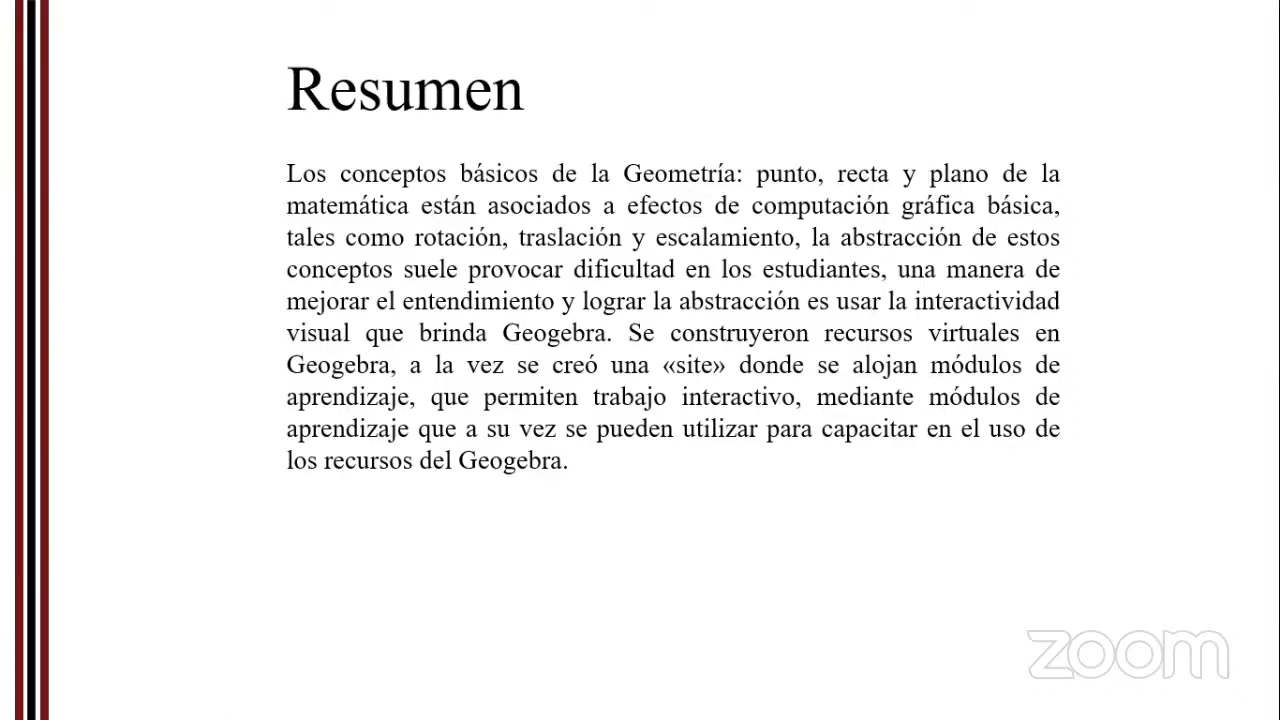 Resumen
Los conceptos básicos de la Geometría: punto, recta y plano de la
matemática están asociados a efectos de computación gráfica básica,
tales como rotación, traslación y escalamiento, la abstracción de estos
conceptos suele provocar dificultad en los estudiantes, una manera de
mejorar el entendimiento y lograr la abstracción es usar la interactividad
visual que brinda Geogebra. Se construyeron recursos virtuales en
Geogebra, a la vez se creó una «site» donde se alojan módulos de
aprendizaje, que permiten trabajo interactivo, mediante módulos de
aprendizaje que a su vez se pueden utilizar para capacitar en el uso de
los recursos del Geogebra.
zoom